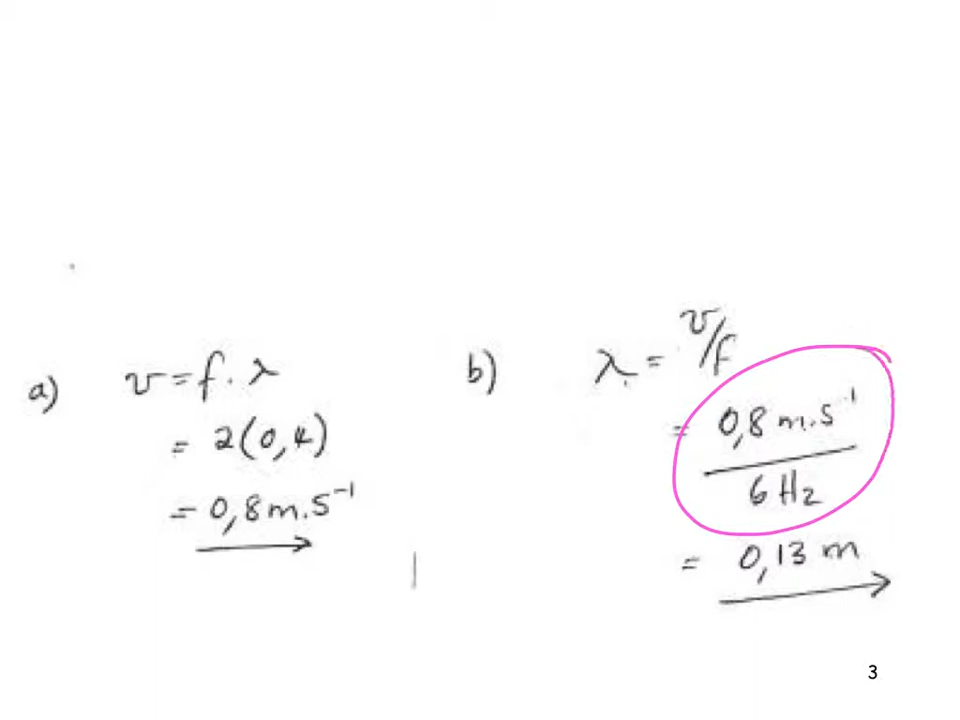 a) v = f . λ
= 2(0,4)
= 0,8 m.s⁻¹
b) λ = v/f
= 0,8 m.s⁻¹
6 Hz
= 0,13 m
3